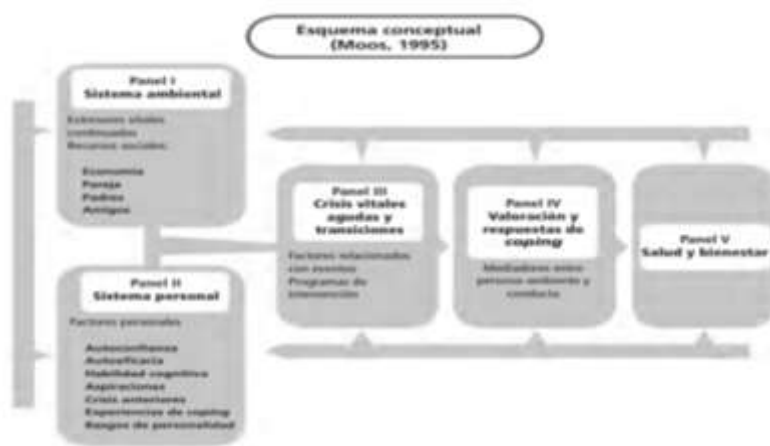 Esquema conceptual
(Moos, 1995)
Panel I
Sistema ambiental
Estresores vitales
continuados
Recursos sociales:
Economía
Pareja
Padres
Amigos
Panel II
Sistema personal
Factores personales
Autoconfianza
Autoeficacia
Habilidad cognitiva
Aspiraciones
Crisis anteriores
Experiencias de coping
Rasgos de personalidad
Panel III
Crisis vitales
agudas y
transiciones
Factores relacionados
con eventos
Programas de
intervención
Panel IV
Valoración y
respuestas de
coping
Mediadores entre
persona-ambiente y
conducta
Panel V
Salud y bienestar